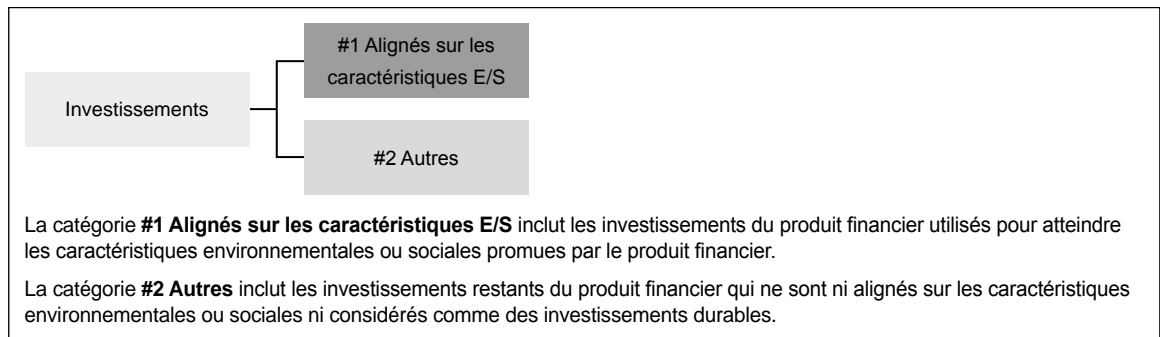 #1 Alignés sur les
caractéristiques E/S
Investissements
#2 Autres
La catégorie #1 Alignés sur les caractéristiques E/S inclut les investissements du produit financier utilisés pour atteindre
les caractéristiques environnementales ou sociales promues par le produit financier.
La catégorie #2 Autres inclut les investissements restants du produit financier qui ne sont ni alignés sur les caractéristiques
environnementales ou sociales ni considérés comme des investissements durables.